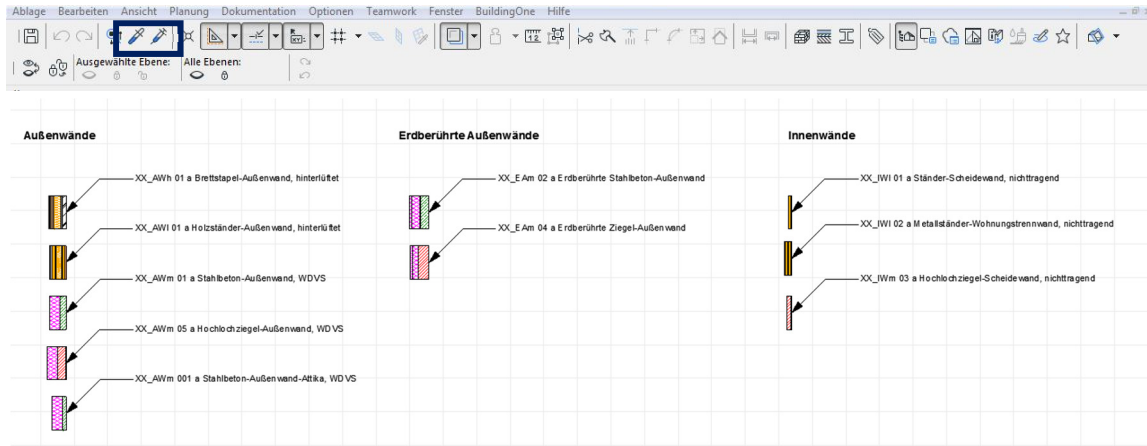 Ablage Bearbeiten Ansicht Planung Dokumentation Optionen Teamwork Fenster BuildingOne Hilfe
Ausgewählte Ebene: Alle Ebenen:
Außenwände
XX_AWh 01 a Brettstapel-Außenwand, hinterlüftet
XX_AWl 01 a Holzständer-Außenwand, hinterlüftet
XX_AWm 01 a Stahlbeton-Außenwand, WDVS
XX_AWm 05 a Hochlochziegel-Außenwand, WDVS
XX_AWm 001 a Stahlbeton-Außenwand-Attika, WDVS
Erdberührte Außenwände
XX_EAm 02 a Erdberührte Stahlbeton-Außenwand
XX_EAm 04 a Erdberührte Ziegel-Außenwand
Innenwände
XX_IWl 01 a Ständer-Scheidewand, nichttragend
XX_IWl 02 a Metallständer-Wohnungstrennwand, nichttragend
XX_IWm 03 a Hochlochziegel-Scheidewand, nichttragend